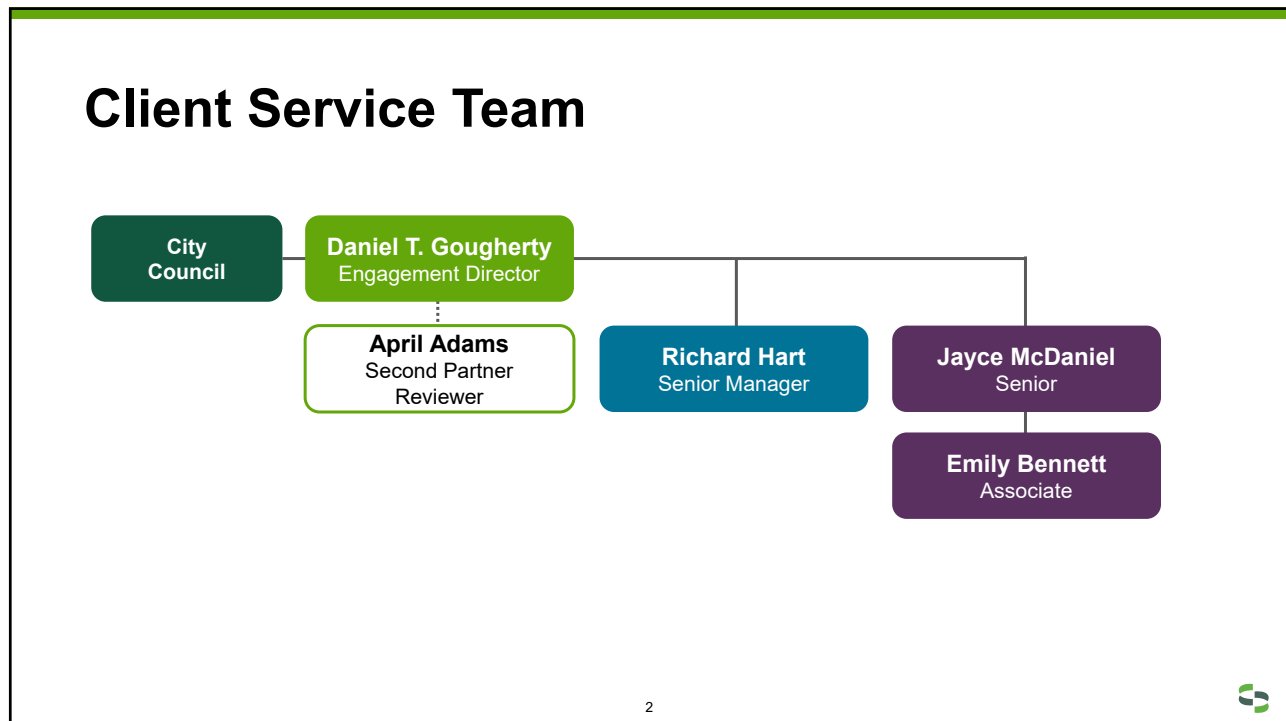 Client Service Team
City
Council
Daniel T. Gougherty
Engagement Director
April Adams
Second Partner
Reviewer
Richard Hart
Senior Manager
Jayce McDaniel
Senior
Emily Bennett
Associate
2